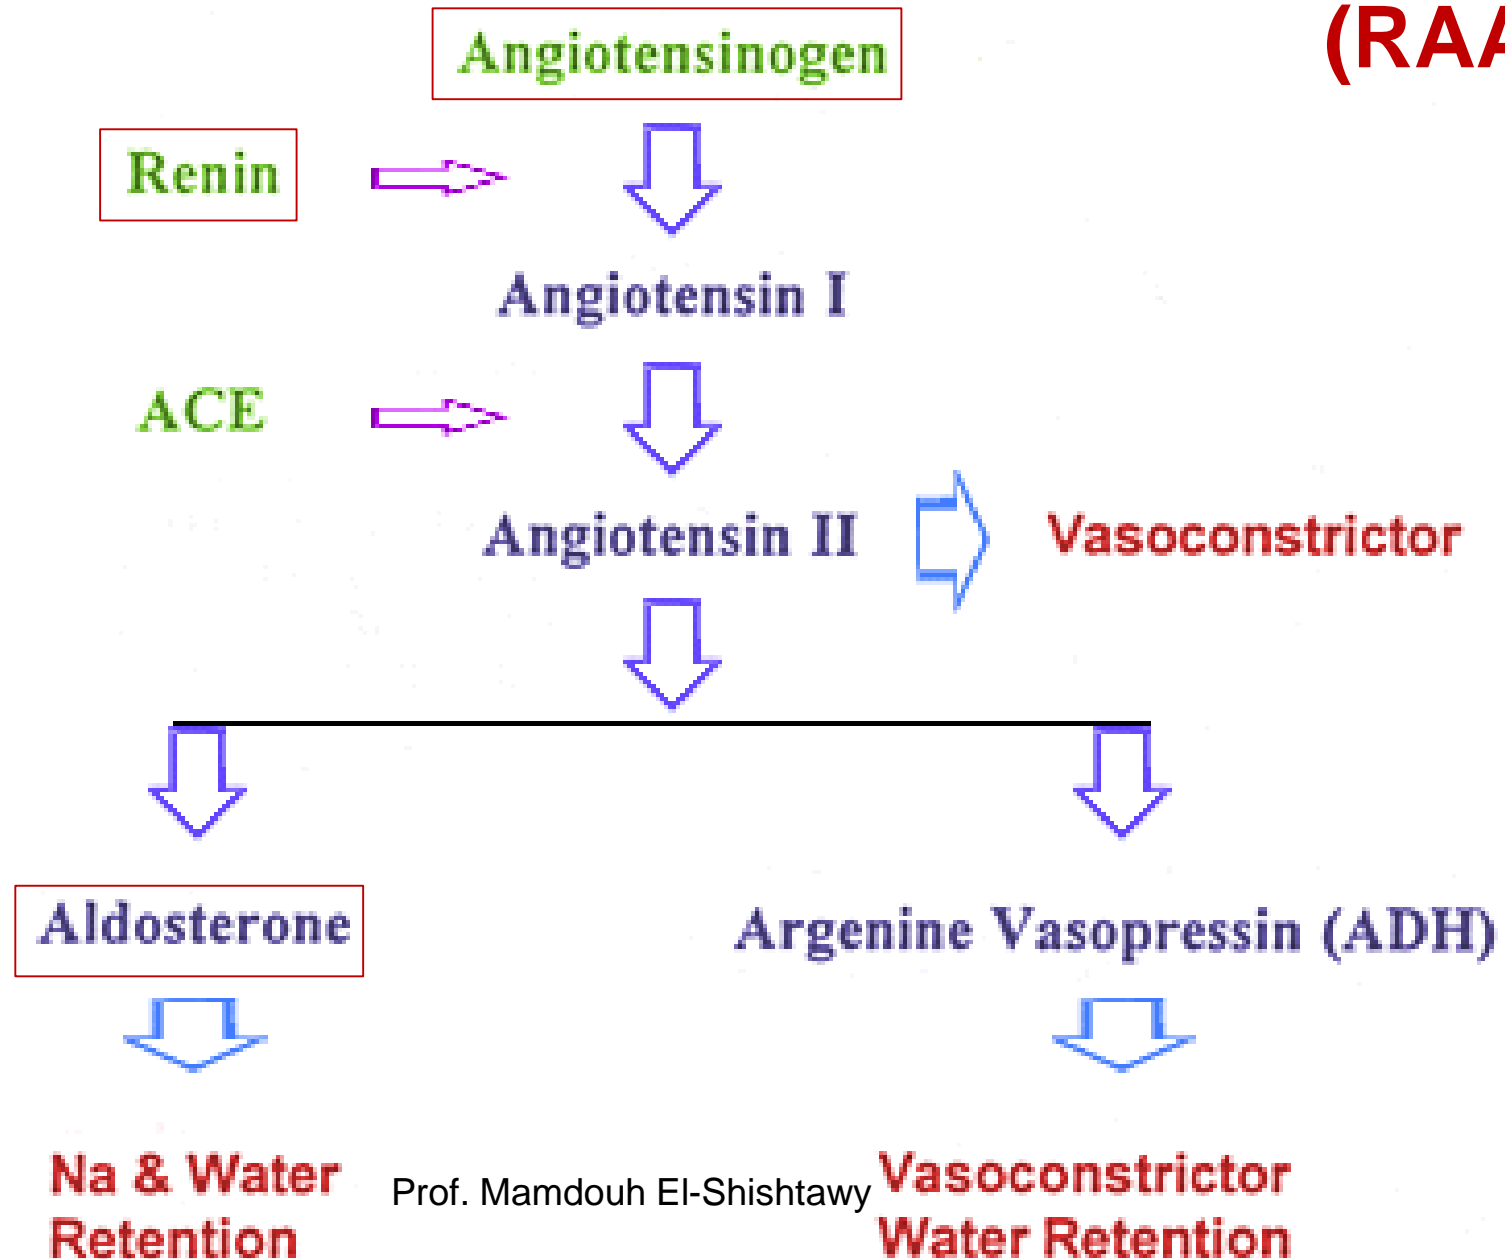 (RAA
Angiotensinogen
Renin
Angiotensin I
ACE
Angiotensin II
Vasoconstrictor
Aldosterone
Argenine Vasopressin (ADH)
Na & Water
Retention
Prof. Mamdouh El-Shishtawy
Vasoconstrictor
Water Retention